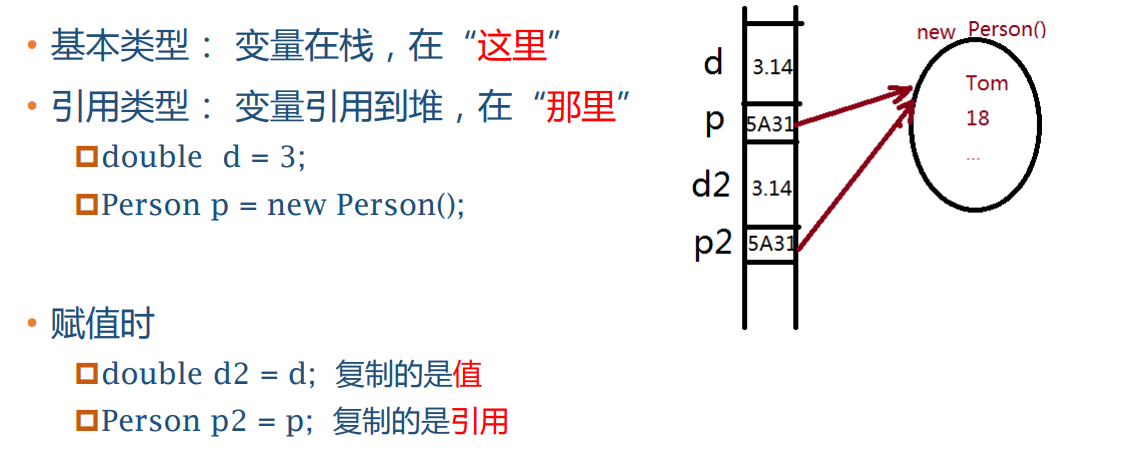 基本类型： 变量在栈，在“这里”
引用类型： 变量引用到堆，在“那里”
double d = 3;
Person p = new Person();
赋值时
double d2 = d; 复制的是值
Person p2 = p; 复制的是引用
d 3.14
p 5A31
d2 3.14
p2 5A31
new Person()
Tom
18
...